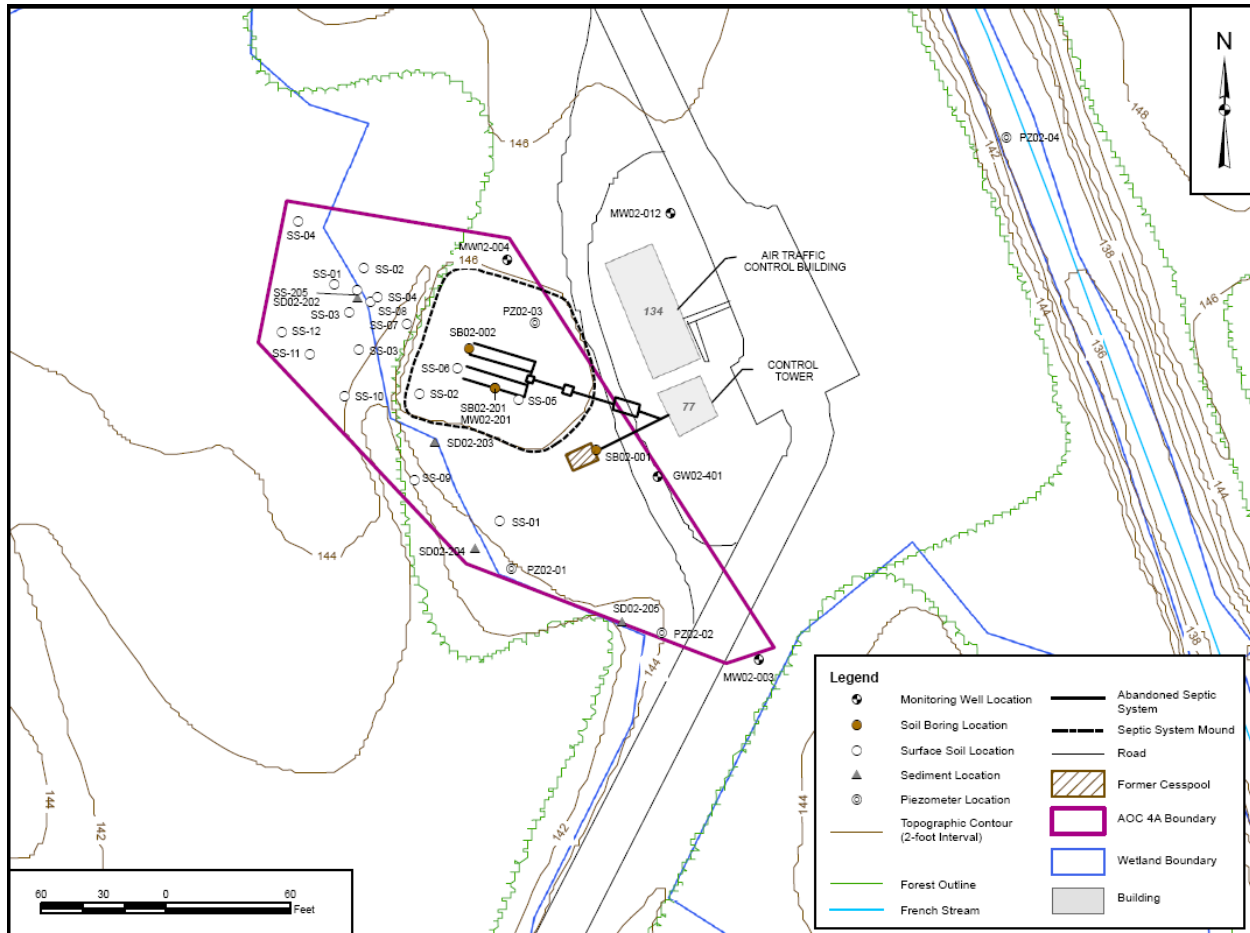 N
146
142
PZ02-04
148
MW02-012
SS-04
MW02-004
146
AIR TRAFFIC
CONTROL BUILDING
138
SS-01
SS-02
SS-205
SD02-202
SS-04
SS-03
SS-08
SS-07
PZ02-03
134
146
SS-12
SB02-002
SS-11
SS-03
136
SS-06
CONTROL
TOWER
SS-10
SS-02
SS-05
77
SB02-201
MW02-201
SD02-203
SB02-001
GW02-401
SS-09
144
SS-01
144
SD02-204
PZ02-01
SD02-205
PZ02-02
138
144
MW02-003
144
142
142
144
Legend
Monitoring Well Location
Soil Boring Location
Surface Soil Location
Sediment Location
Piezometer Location
Topographic Contour
(2-foot Interval)
Forest Outline
French Stream
Abandoned Septic
System
Septic System Mound
Road
Former Cesspool
AOC 4A Boundary
Wetland Boundary
Building
60 30 0 60
Feet